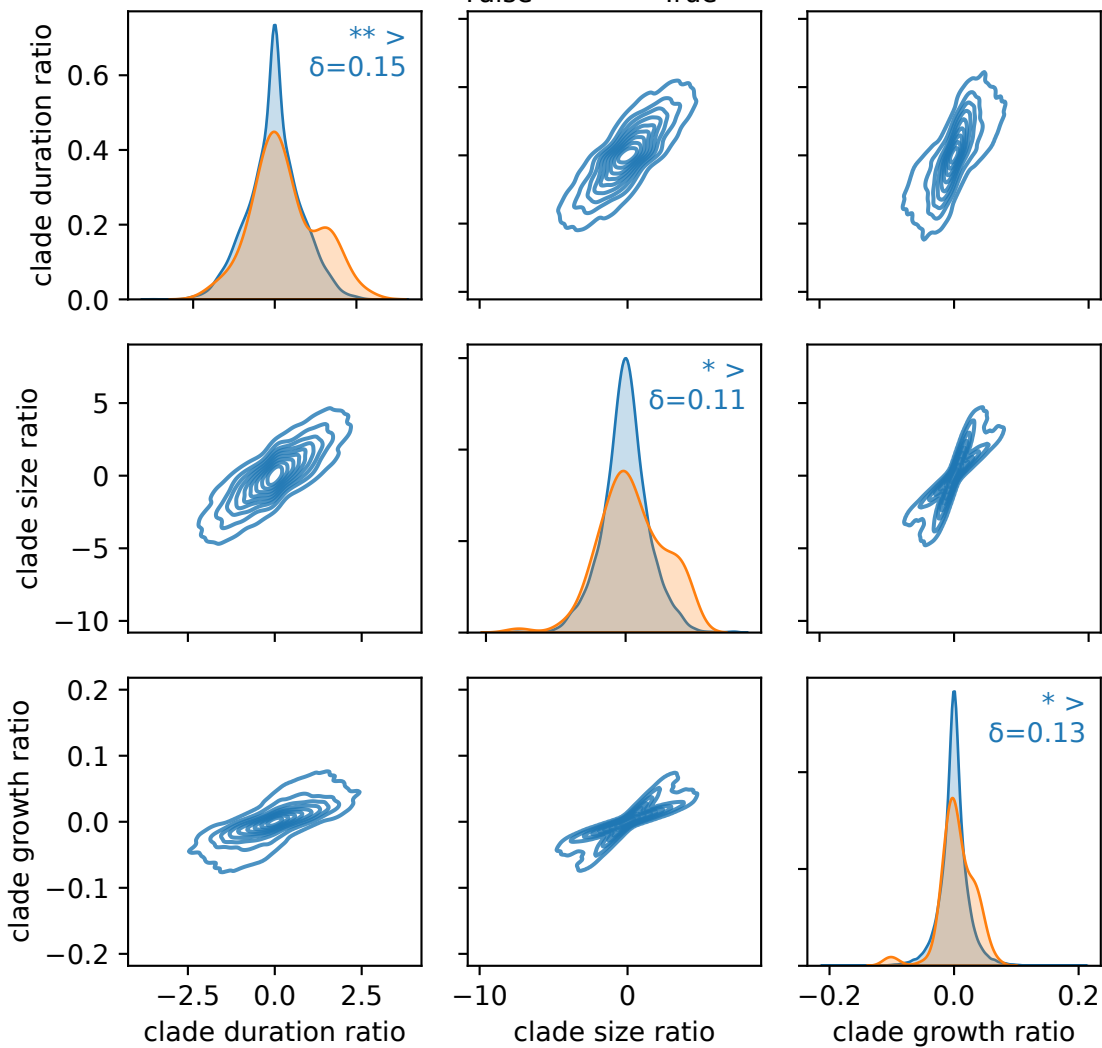 ** >
δ=0.15
clade duration ratio
0.6
0.4
0.2
0.0
* >
δ=0.11
clade size ratio
5
0
−5
−10
* >
δ=0.13
clade growth ratio
0.2
0.1
0.0
−0.1
−0.2
−2.5 0.0 2.5
−10 0
−0.2 0.0 0.2
clade duration ratio
clade size ratio
clade growth ratio